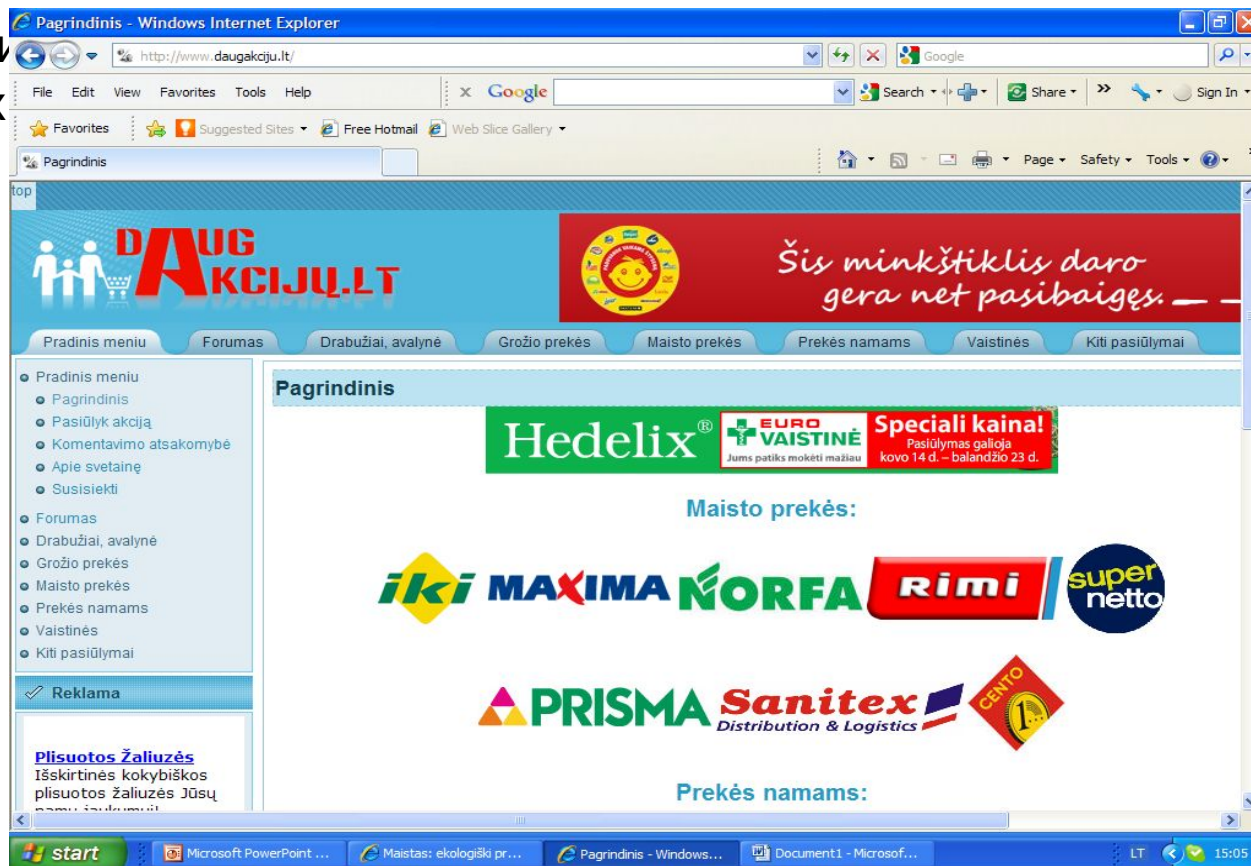 Pagrindinis - Windows Internet Explorer
http://www.daugakciju.lt/
Google
File Edit View Favorites Tools Help
x Google
Search
Share
Sign In
Favorites
Suggested Sites
Free Hotmail
Web Slice Gallery
Pagrindinis
Page Safety Tools
top
DAUG
AKCIJŲ.LT
Šis minkštiklis daro
gera net pasibaigęs.
Pradinis meniu Forumas Drabužiai, avalynė Grožio prekės Maisto prekės Prekės namams Vaistinės Kiti pasiūlymai
Pradinis meniu
Pagrindinis
Pasiūlyk akciją
Komentavimo atsakomybė
Apie svetainę
Susisiekti
Forumas
Drabužiai, avalynė
Grožio prekės
Maisto prekės
Prekės namams
Vaistinės
Kiti pasiūlymai
Reklama
Plisuotos Žaliuzės
Išskirtinės kokybiškos
plisuotos žaliuzės Jūsų
namų jaukumui!
Pagrindinis
Hedelix®
EURO
VAISTINĖ
Jums patiks mokėti mažiau
Speciali kaina!
Pasiūlymas galioja
kovo 14 d. – balandžio 23 d.
Maisto prekės:
iki MAXIMA NORFA RIMI super
netto
PRISMA Sanitex
Distribution & Logistics
CENTO
1
Prekės namams:
start
Microsoft PowerPoint ...
Maistas: ekologiški pr...
Pagrindinis - Windows...
Document1 - Microsof...
LT
15:05